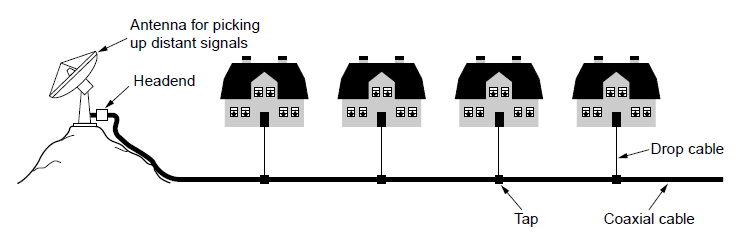 Antenna for picking
up distant signals
Headend
Drop cable
Tap
Coaxial cable